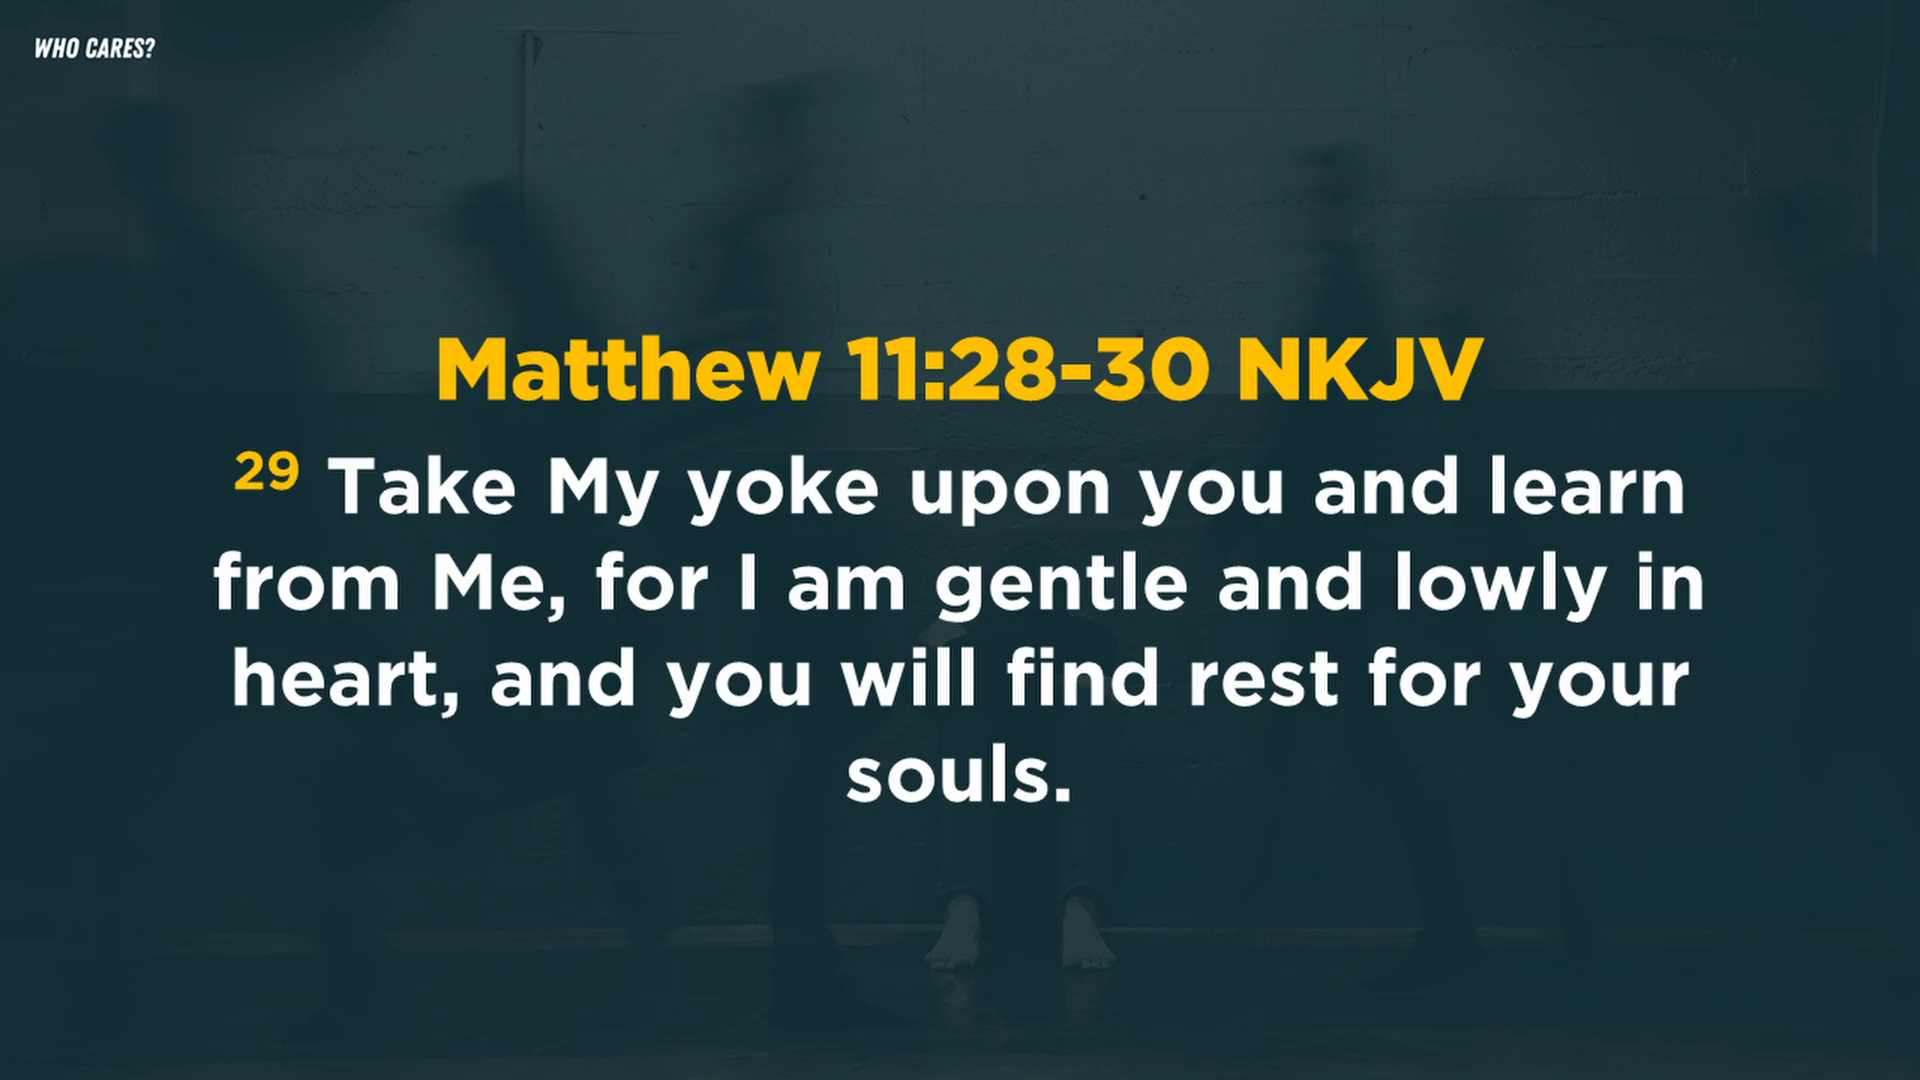 WHO CARES?
Matthew 11:28-30 NKJV
29 Take My yoke upon you and learn
from Me, for I am gentle and lowly in
heart, and you will find rest for your
souls.